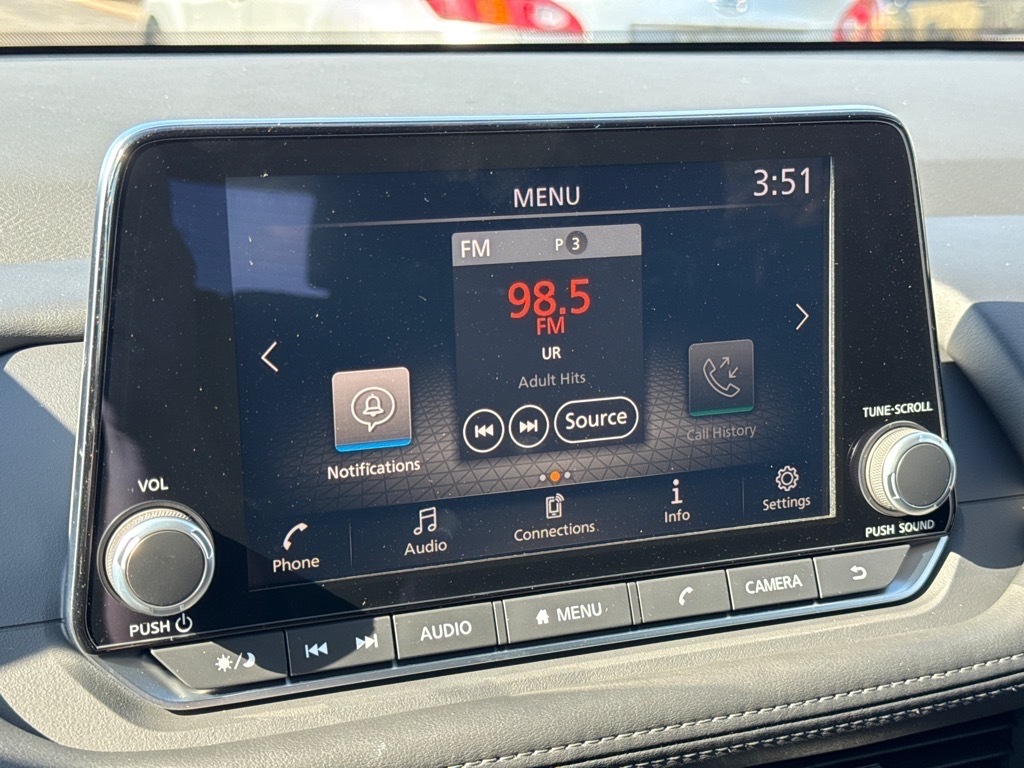 MENU
3:51
FM P 3
98.5
FM
UR
Adult Hits
Source
Notifications
Call History
Phone
Audio
Connections
Info
Settings
VOL
PUSH
TUNE·SCROLL
PUSH SOUND
AUDIO
MENU
CAMERA